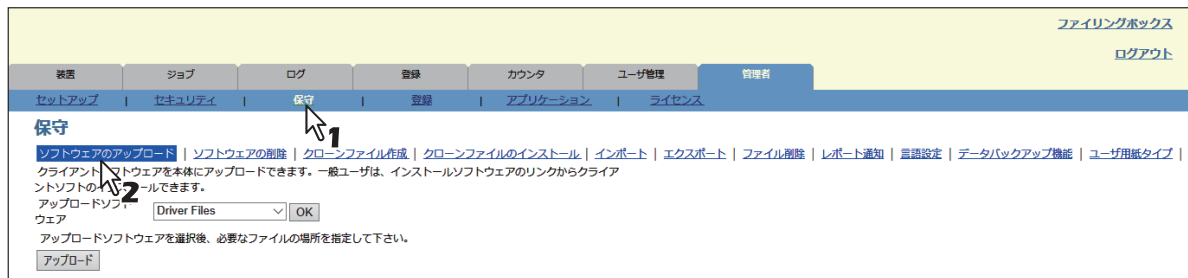 ファイリングボックス
ログアウト
装置 ジョブ ログ 登録 カウンタ ユーザ管理 管理者
セットアップ | セキュリティ | 保守 | 登録 | アプリケーション | ライセンス
1
保守
ソフトウェアのアップロード | ソフトウェアの削除 | クローンファイル作成 | クローンファイルのインストール | インポート | エクスポート | ファイル削除 | レポート通知 | 言語設定 | データバックアップ機能 | ユーザ用紙タイプ |
2
クライアントソフトウェアを本体にアップロードできます。一般ユーザは、インストールソフトウェアのリンクからクライア
ントソフトのインストールできます。
アップロードソフト
ウェア
Driver Files OK
アップロードソフトウェアを選択後、必要なファイルの場所を指定して下さい。
アップロード